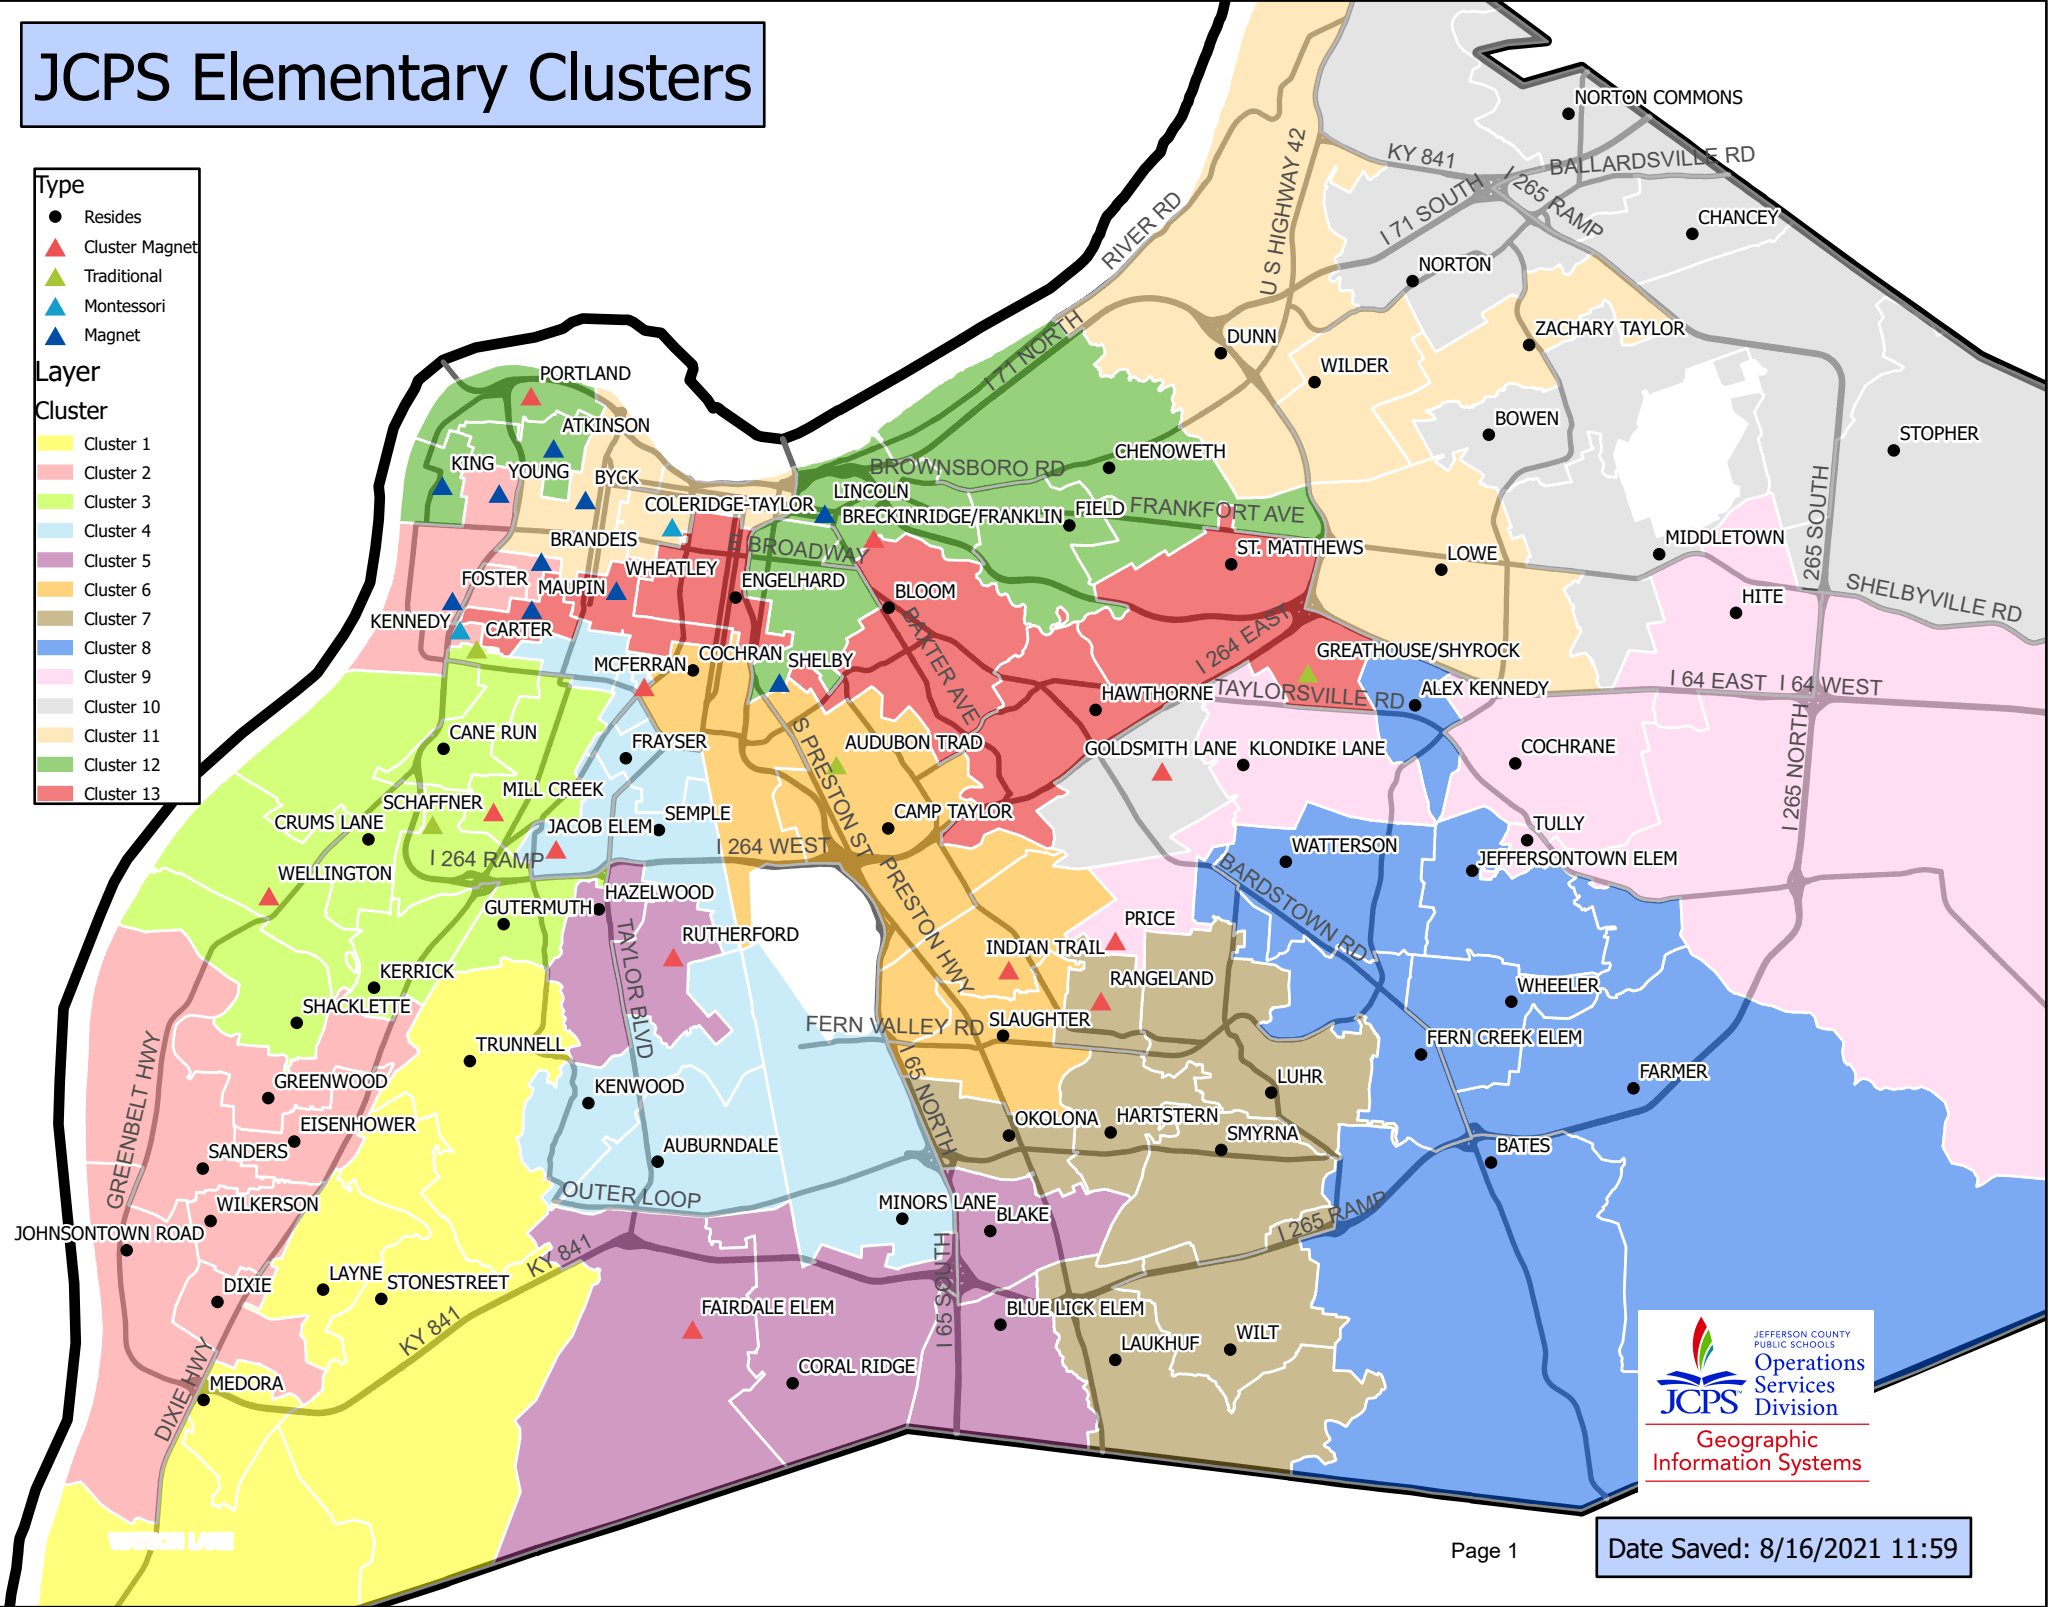 JCPS Elementary Clusters
Type
Resides
Cluster Magnet
Traditional
Montessori
Magnet
Layer
Cluster
Cluster 1
Cluster 2
Cluster 3
Cluster 4
Cluster 5
Cluster 6
Cluster 7
Cluster 8
Cluster 9
Cluster 10
Cluster 11
Cluster 12
Cluster 13
NORTON COMMONS
KY 841
BALLARDSVILLE RD
I 71 SOUTH
I 265 RAMP
U S HIGHWAY 42
RIVER RD
CHANCEY
NORTON
I 71 NORTH
DUNN
ZACHARY TAYLOR
WILDER
PORTLAND
ATKINSON
BOWEN
STOPHER
CHENOWETH
KING
YOUNG
BYCK
BROWNSBORO RD
LINCOLN
COLERIDGE-TAYLOR
BRECKINRIDGE/FRANKLIN
FIELD
FRANKFORT AVE
I 265 SOUTH
MIDDLETOWN
BRANDEIS
E BROADWAY
ST. MATTHEWS
LOWE
WHEATLEY
FOSTER
MAUPIN
ENGELHARD
BLOOM
HITE
SHELBYVILLE RD
KENNEDY
CARTER
BAXTER AVE
I 264 EAST
COCHRAN
SHELBY
MCFERRAN
GREATHOUSE/SHYROCK
I 64 EAST
I 64 WEST
TAYLORSVILLE RD
ALEX KENNEDY
HAWTHORNE
CANE RUN
FRAYSER
AUDUBON TRAD
GOLDSMITH LANE
KLONDIKE LANE
COCHRANE
S PRESTON ST
I 265 NORTH
MILL CREEK
SCHAFFNER
CRUMS LANE
JACOB ELEM
SEMPLE
CAMP TAYLOR
TULLY
WATTERSON
I 264 RAMP
I 264 WEST
JEFFERSONTOWN ELEM
WELLINGTON
BARDSTOWN RD
HAZELWOOD
GUTERMUTH
PRESTON HWY
PRICE
TAYLOR BLVD
RUTHERFORD
INDIAN TRAIL
KERRICK
RANGELAND
WHEELER
SHACKLETTE
FERN VALLEY RD
SLAUGHTER
FERN CREEK ELEM
TRUNNELL
GREENBELT HWY
GREENWOOD
KENWOOD
I 65 NORTH
LUHR
FARMER
EISENHOWER
OKOLONA
HARTSTERN
SMYRNA
SANDERS
AUBURNDALE
BATES
OUTER LOOP
WILKERSON
MINORS LANE
BLAKE
JOHNSONTOWN ROAD
I 265 RAMP
KY 841
I 65 SOUTH
DIXIE
LAYNE
STONESTREET
FAIRDALE ELEM
BLUE LICK ELEM
KY 841
LAUKHUF
WILT
DIXIE HWY
CORAL RIDGE
MEDORA
WATSON LANE
JEFFERSON COUNTY
PUBLIC SCHOOLS
JCPS™
Operations
Services
Division
Geographic
Information Systems
Page 1
Date Saved: 8/16/2021 11:59